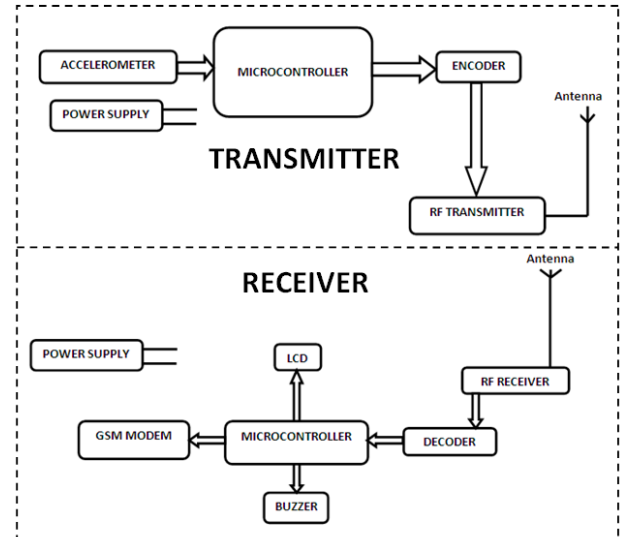 ACCELEROMETER
MICROCONTROLLER
ENCODER
POWER SUPPLY
Antenna
TRANSMITTER
RF TRANSMITTER
RECEIVER
Antenna
POWER SUPPLY
LCD
RF RECEIVER
GSM MODEM
MICROCONTROLLER
DECODER
BUZZER